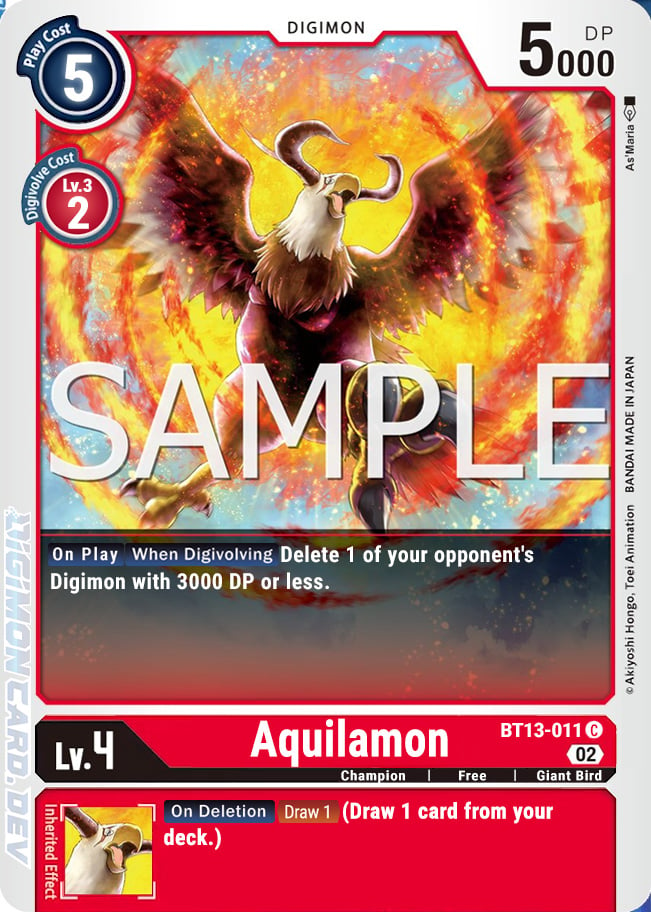 DIGIMON
Play Cost
5
DP
5000
Digivolve Cost
Lv.3
2
As'Maria
SAMPLE
On Play When Digivolving Delete 1 of your opponent's
Digimon with 3000 DP or less.
© Akiyoshi Hongo, Toei Animation BANDAI MADE IN JAPAN
DIGIMON CARD.DEV
Lv.4
Aquilamon
BT13-011 C
02
Champion | Free | Giant Bird
Inherited Effect
On Deletion Draw 1 (Draw 1 card from your
deck.)